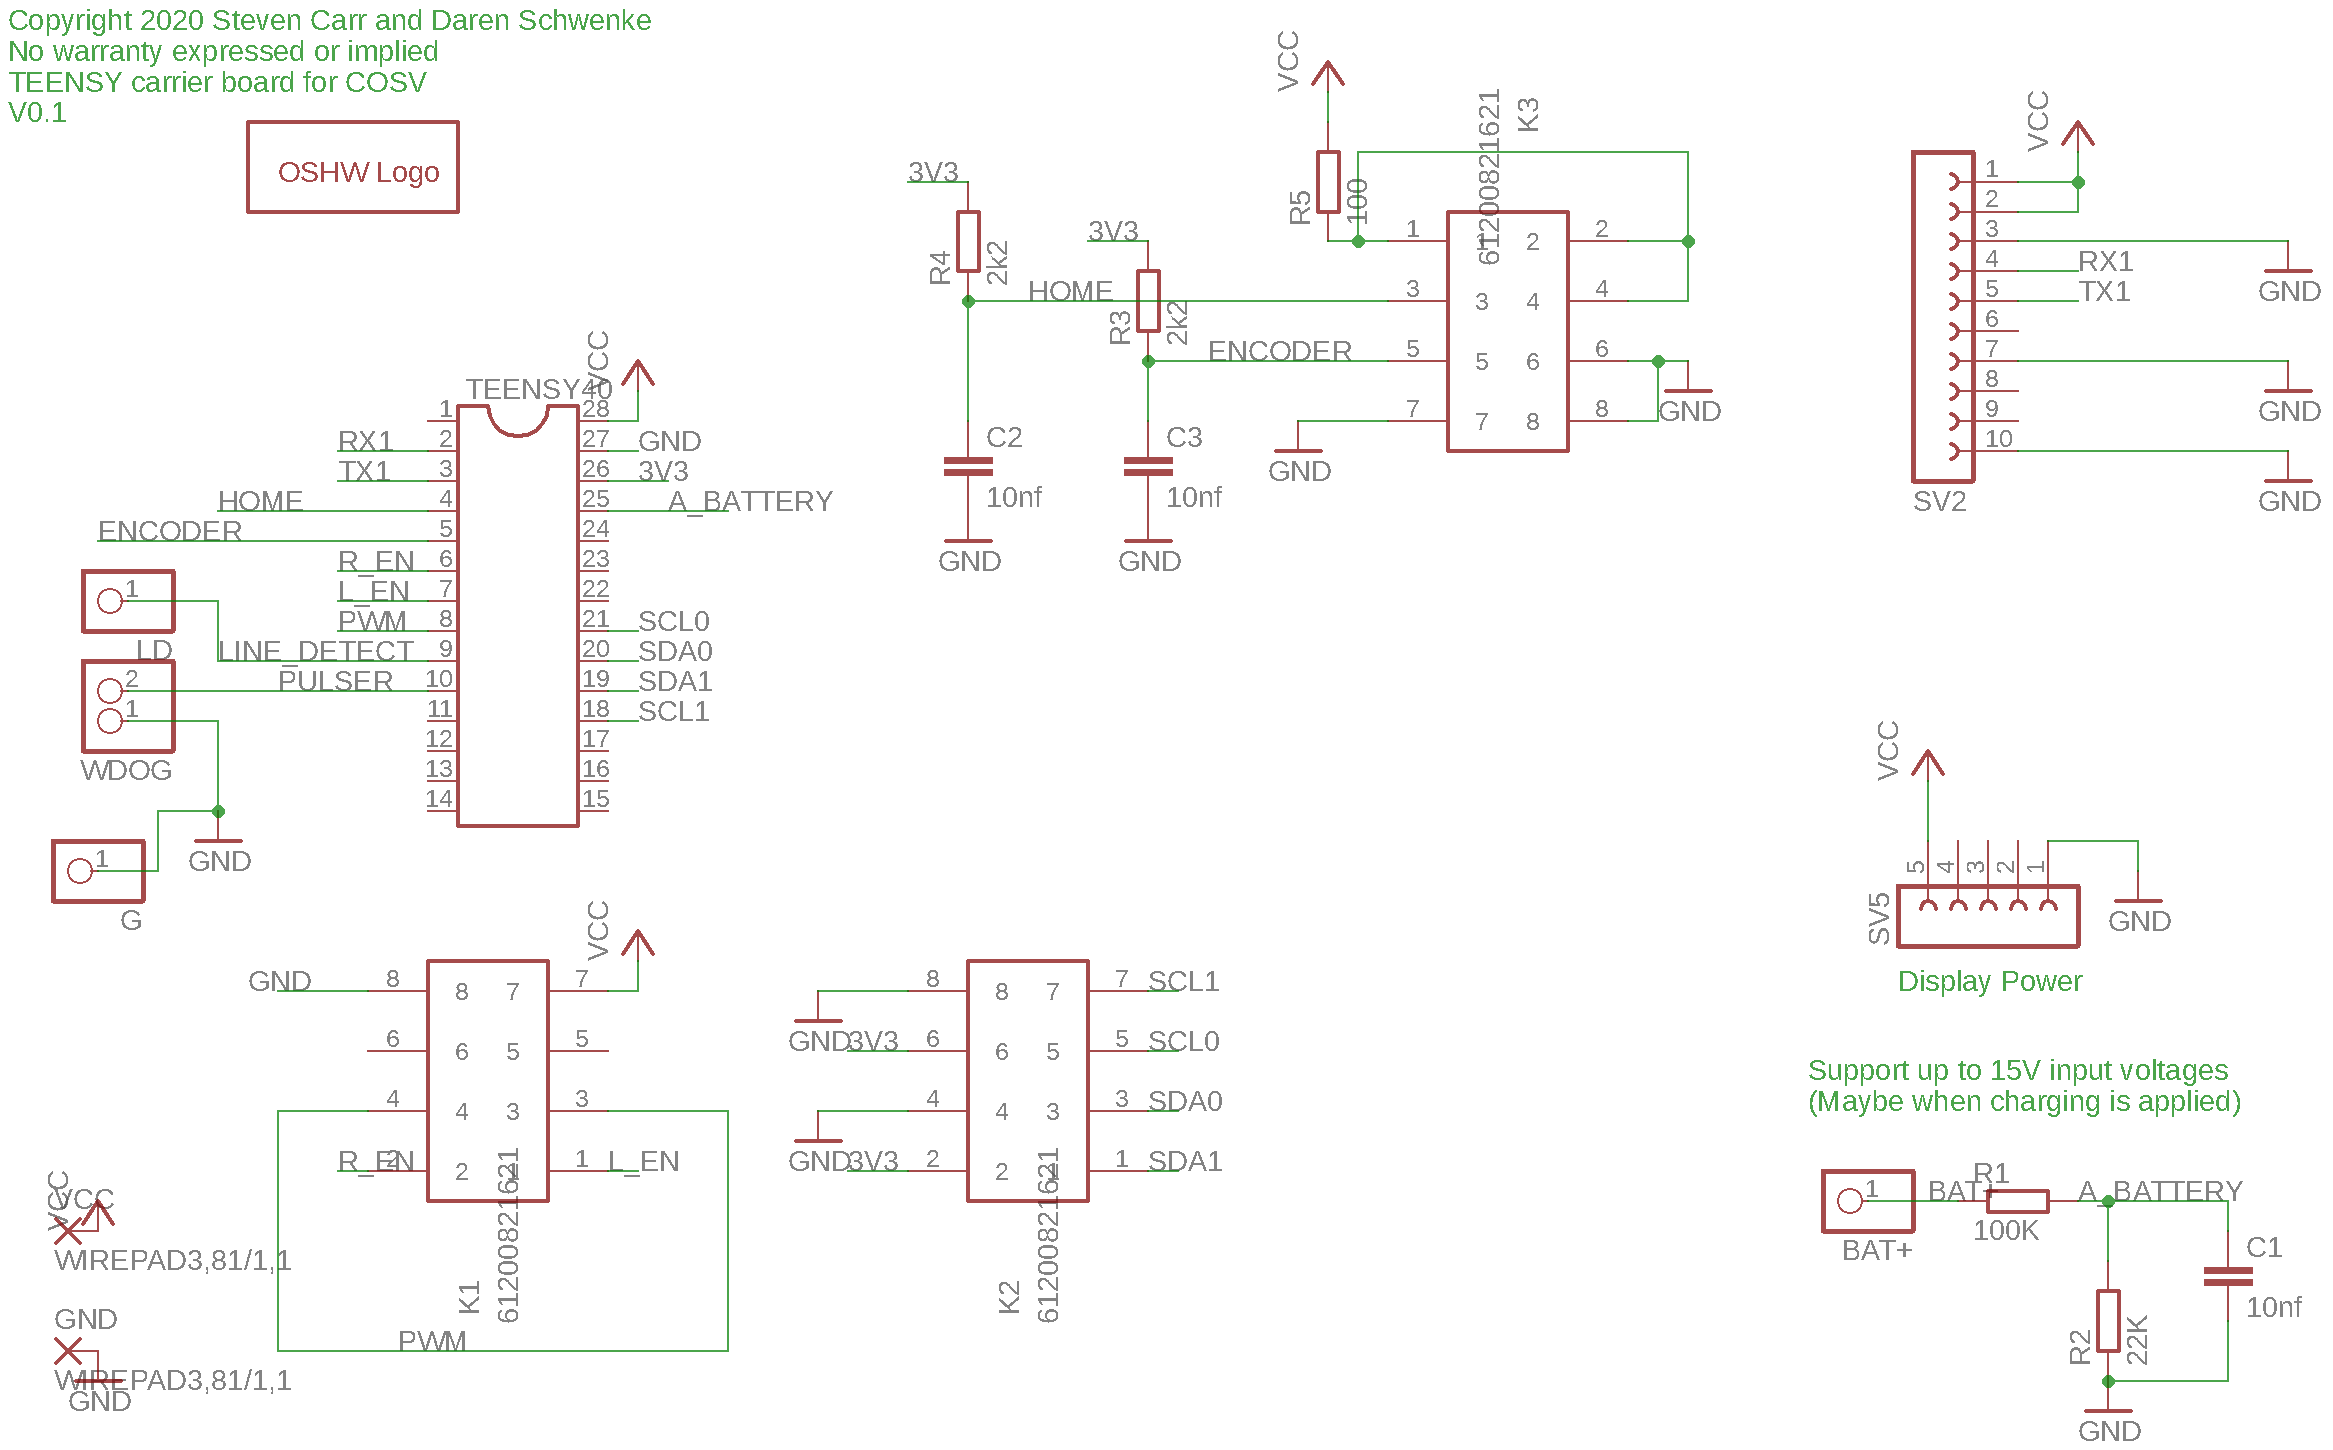 Copyright 2020 Steven Carr and Daren Schwenke
No warranty expressed or implied
TEENSY carrier board for COSV
V0.1
OSHW Logo
TEENSY40
VCC
1
2
3
4
5
6
7
8
9
10
11
12
13
14
28
27
26
25
24
23
22
21
20
19
18
17
16
15
RX1
TX1
HOME
ENCODER
R_EN
L_EN
PWM
LINE_DETECT
PULSER
GND
3V3
A_BATTERY
SCL0
SDA0
SDA1
SCL1
1
LD
2
1
WDOG
1
G
GND
3V3
R4
2k2
HOME
C2
10nf
GND
3V3
R3
2k2
ENCODER
C3
10nf
GND
VCC
R5
100
61200821621
K3
1 1 2 2
3 3 4 4
5 5 6 6
7 7 8 8
GND
GND
VCC
1
2
3
4
5
6
7
8
9
10
RX1
TX1
GND
GND
GND
SV2
VCC
5 4 3 2 1
SV5
GND
Display Power
VCC
GND 8 8 7 7
6 6 5 5
4 4 3 3
R_EN 2 2 1 1 L_EN
K1
61200821621
PWM
8 8 7 7 SCL1
GND 3V3 6 6 5 5 SCL0
4 4 3 3 SDA0
GND 3V3 2 2 1 1 SDA1
K2
61200821621
VCC
VCC
WIREPAD3,81/1,1
GND
WIREPAD3,81/1,1
GND
Support up to 15V input voltages
(Maybe when charging is applied)
1
BAT+
BAT+
R1
100K
A_BATTERY
R2
22K
C1
10nf
GND